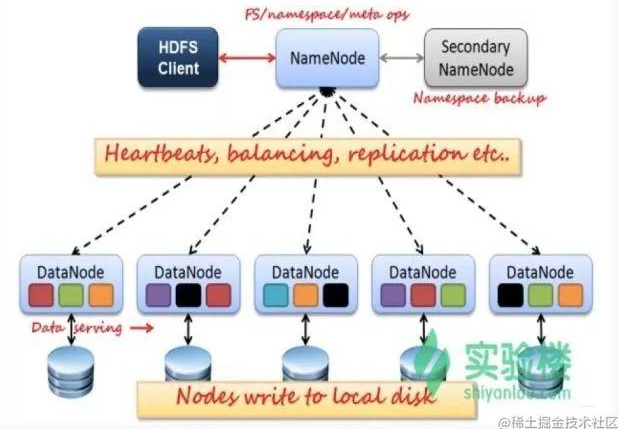 FS/namespace/meta ops
HDFS
Client
NameNode
Secondary
NameNode
Namespace backup
Heartbeats, balancing, replication etc..
DataNode
DataNode
DataNode
DataNode
DataNode
Data serving
Nodes write to local disk
实验楼
shiyanlou.com
@稀土掘金技术社区